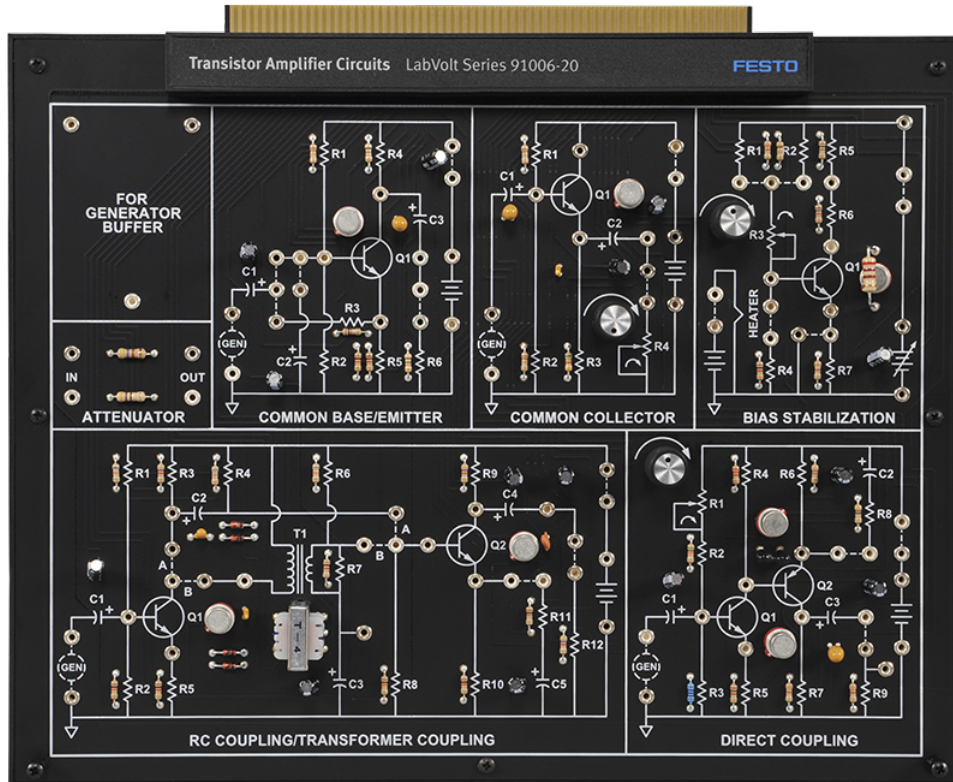 Transistor Amplifier Circuits LabVolt Series 91006-20
FESTO
FOR
GENERATOR
BUFFER
IN
OUT
ATTENUATOR
R1
R4
C3
Q1
C1
R3
GEN
C2
R2
R5
R6
COMMON BASE/EMITTER
R1
C1
Q1
C2
GEN
R4
R2
R3
COMMON COLLECTOR
R1
R2
R5
R6
R3
Q1
HEATER
R4
R7
BIAS STABILIZATION
R1
R3
R4
R6
R9
C2
C4
A
T1
A
B
Q2
R7
A
B
C1
Q1
T
R11
R12
GEN
R2
R5
C3
R8
R10
C5
RC COUPLING/TRANSFORMER COUPLING
R4
R6
C2
R1
R8
R2
Q2
C1
Q1
C3
GEN
R3
R5
R7
R9
DIRECT COUPLING